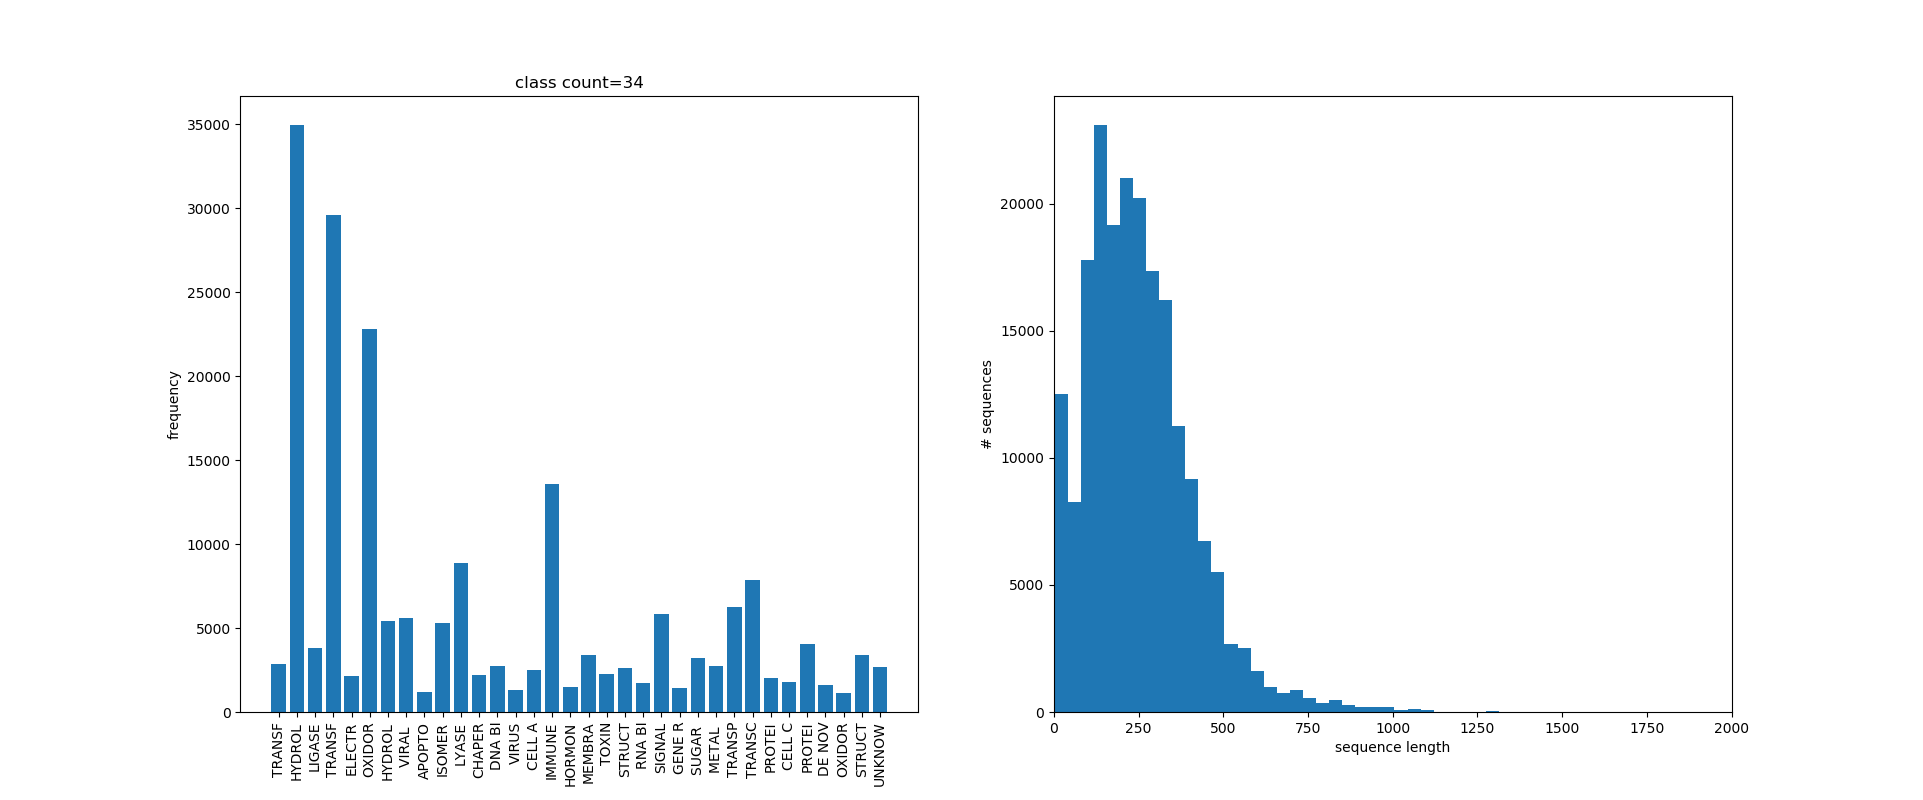 class count=34
frequency
35000
30000
25000
20000
15000
10000
5000
0
TRANSF
HYDROL
LIGASE
TRANSF
ELECTR
OXIDOR
HYDROL
VIRAL
APOPTO
ISOMER
LYASE
CHAPER
DNA BI
VIRUS
CELL A
IMMUNE
HORMON
MEMBRA
TOXIN
STRUCT
RNA BI
SIGNAL
GENE R
SUGAR
METAL
TRANSP
TRANSC
PROTEI
CELL C
PROTEI
DE NOV
OXIDOR
STRUCT
UNKNOW
# sequences
20000
15000
10000
5000
0
0 250 500 750 1000 1250 1500 1750 2000
sequence length